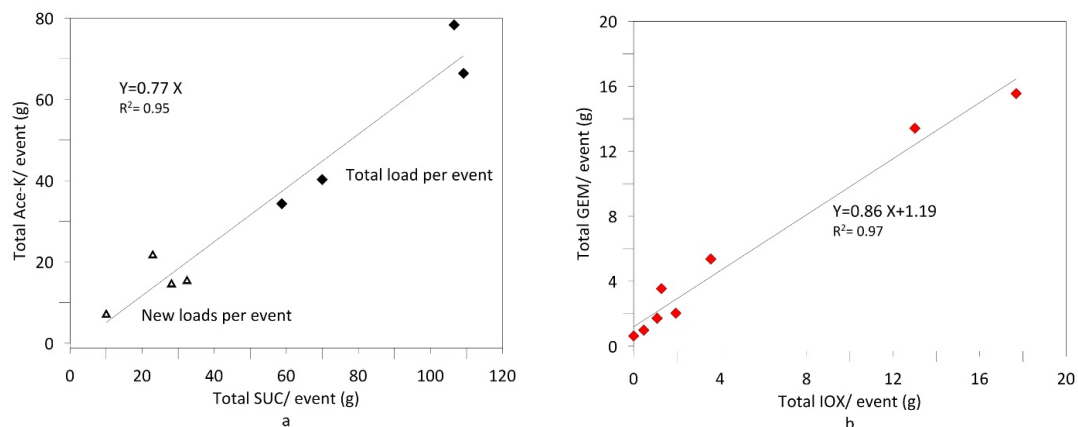 80
60
40
20
0
Total Ace-K/ event (g)
Y=0.77 X
R²= 0.95
Total load per event
New loads per event
0 20 40 60 80 100 120
Total SUC/ event (g)
a
20
16
12
8
4
0
Total GEM/ event (g)
Y=0.86 X+1.19
R²= 0.97
0 4 8 12 16 20
Total IOX/ event (g)
b